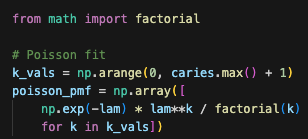 from math import factorial
# Poisson fit
k_vals = np.arange(0, caries.max() + 1)
poisson_pmf = np.array([
    np.exp(-lam) * lam**k / factorial(k)
    for k in k_vals])